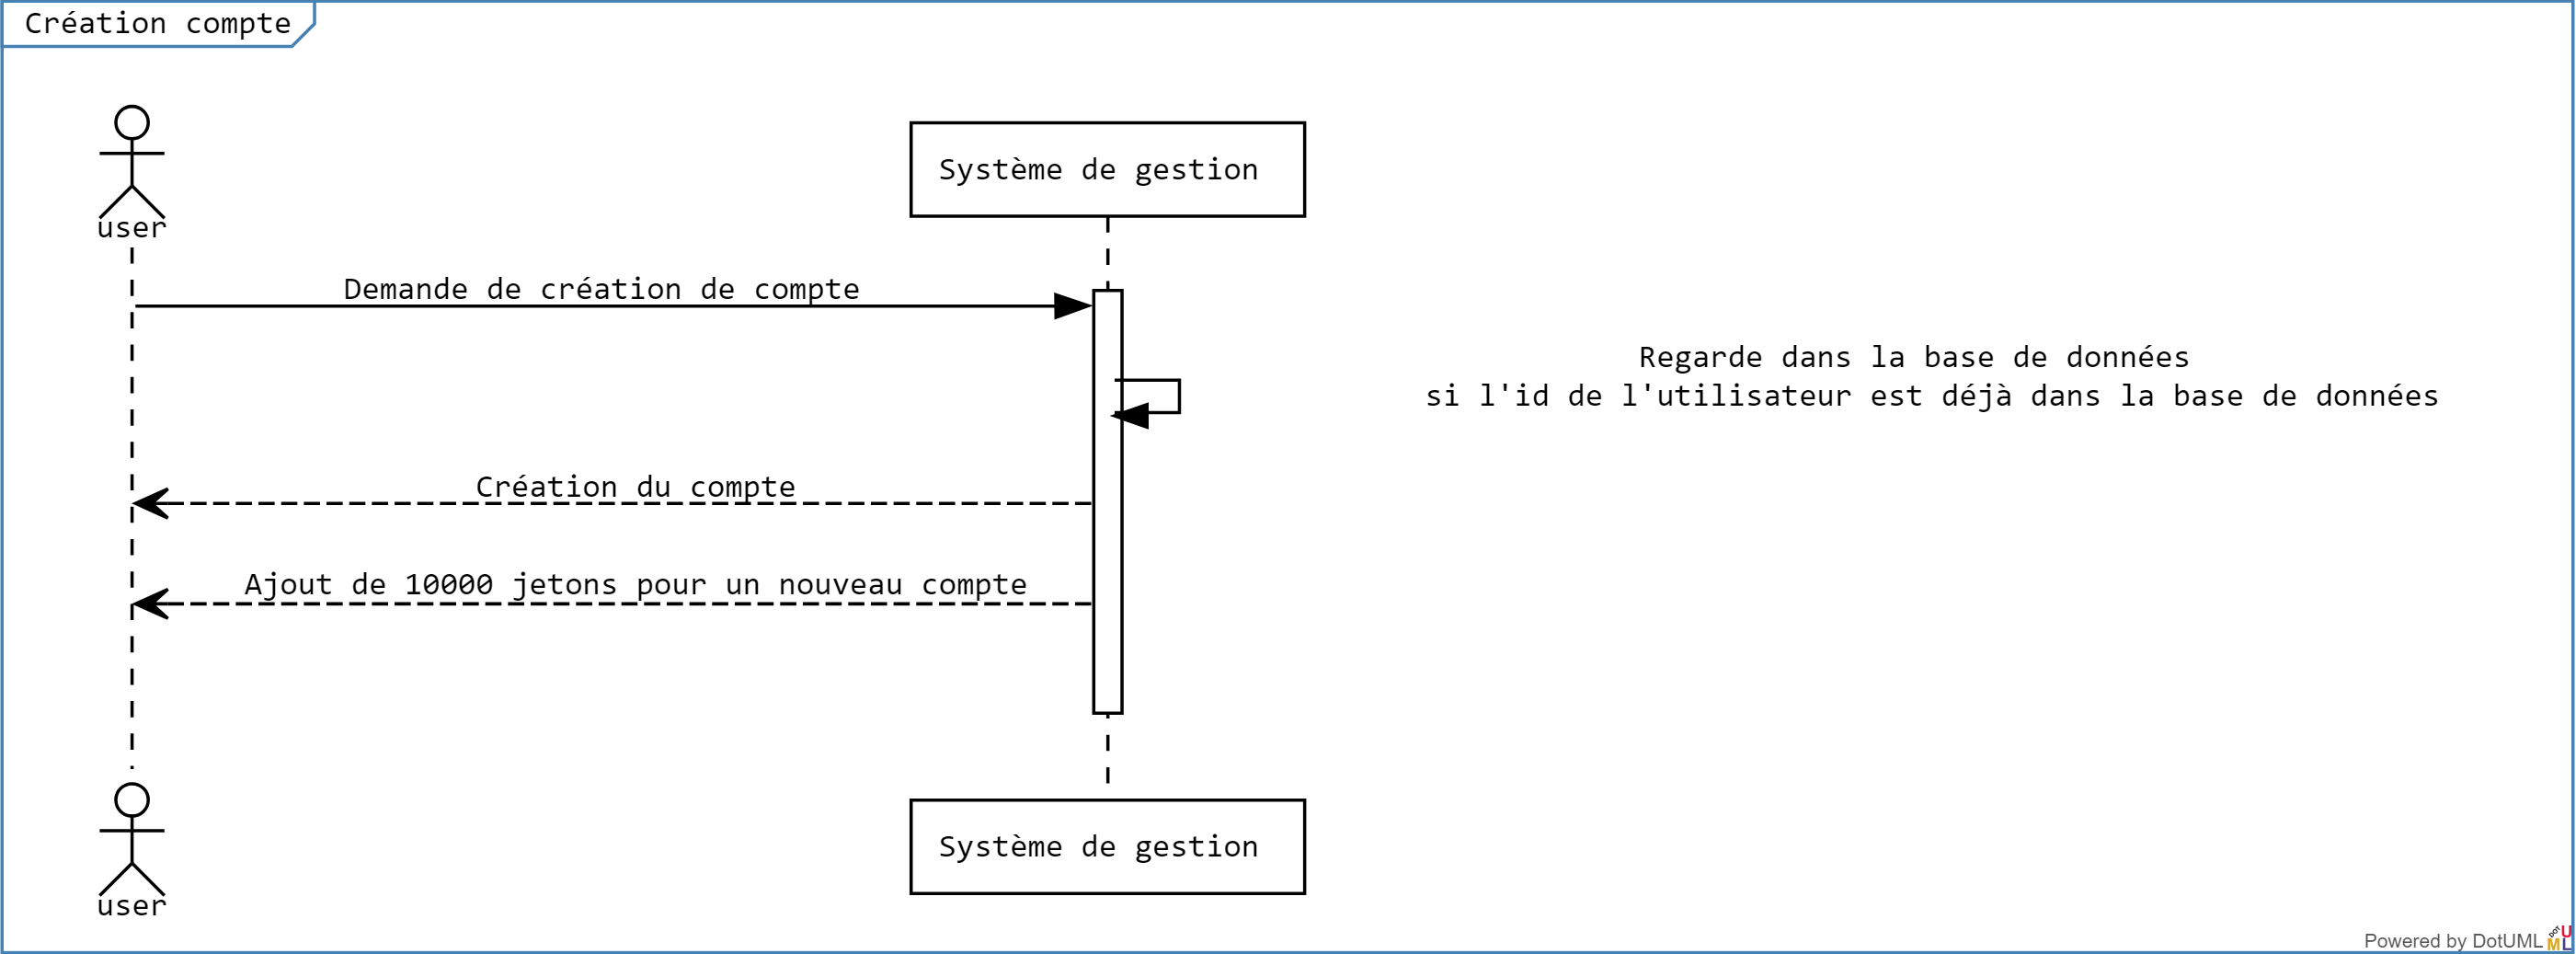 Création compte
user
Système de gestion
Demande de création de compte
Regarde dans la base de données
si l'id de l'utilisateur est déjà dans la base de données
Création du compte
Ajout de 10000 jetons pour un nouveau compte
Système de gestion
user
Powered by DotUML
DOT
U
ML